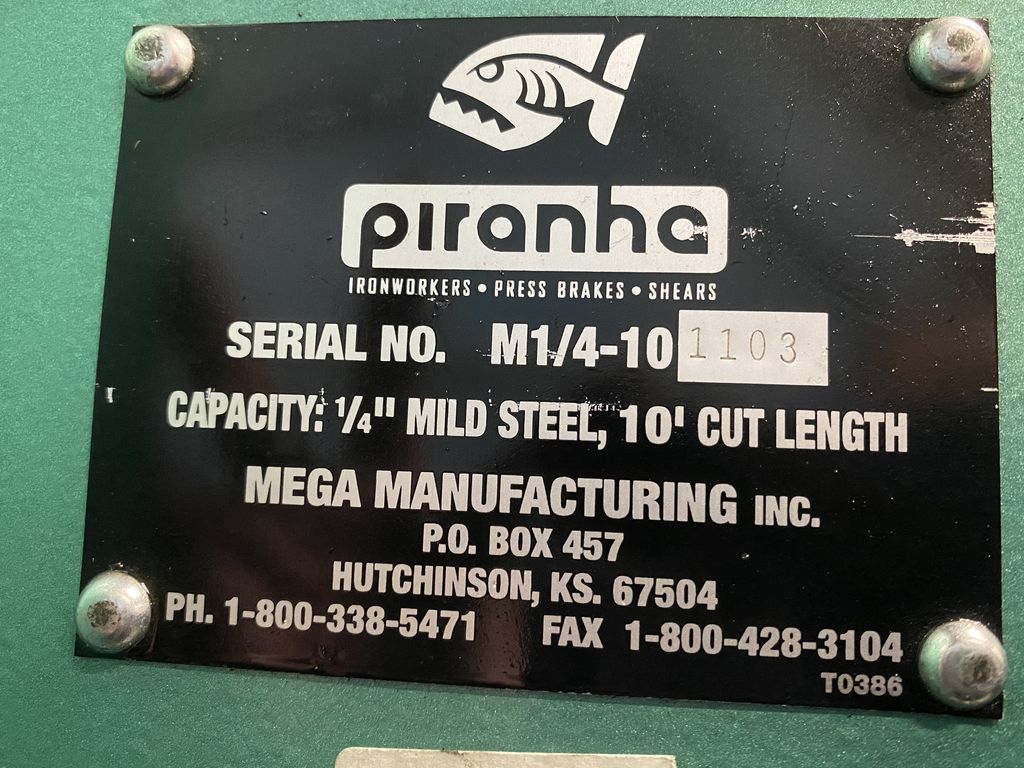 piranha
IRONWORKERS • PRESS BRAKES • SHEARS
SERIAL NO. M1/4-10 1103
CAPACITY: 1/4" MILD STEEL, 10' CUT LENGTH
MEGA MANUFACTURING INC.
P.O. BOX 457
HUTCHINSON, KS. 67504
PH. 1-800-338-5471 FAX 1-800-428-3104
T0386